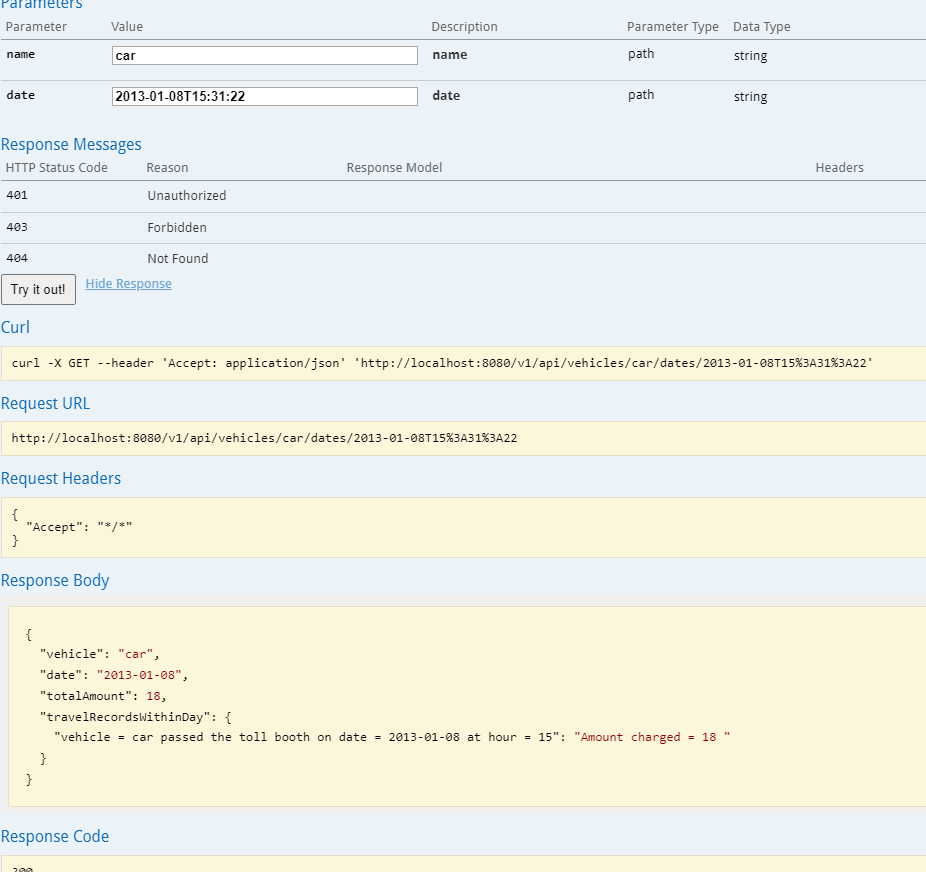 Parameters
Parameter Value Description Parameter Type Data Type
name car name path string
date 2013-01-08T15:31:22 date path string
Response Messages
HTTP Status Code Reason Response Model Headers
401 Unauthorized
403 Forbidden
404 Not Found
Try it out! Hide Response
Curl
curl -X GET --header 'Accept: application/json' 'http://localhost:8080/v1/api/vehicles/car/dates/2013-01-08T15%3A31%3A22'
Request URL
http://localhost:8080/v1/api/vehicles/car/dates/2013-01-08T15%3A31%3A22
Request Headers
{
"Accept": "*/*"
}
Response Body
{
"vehicle": "car",
"date": "2013-01-08",
"totalAmount": 18,
"travelRecordsWithinDay": {
"vehicle = car passed the toll booth on date = 2013-01-08 at hour = 15": "Amount charged = 18 "
}
}
Response Code
200